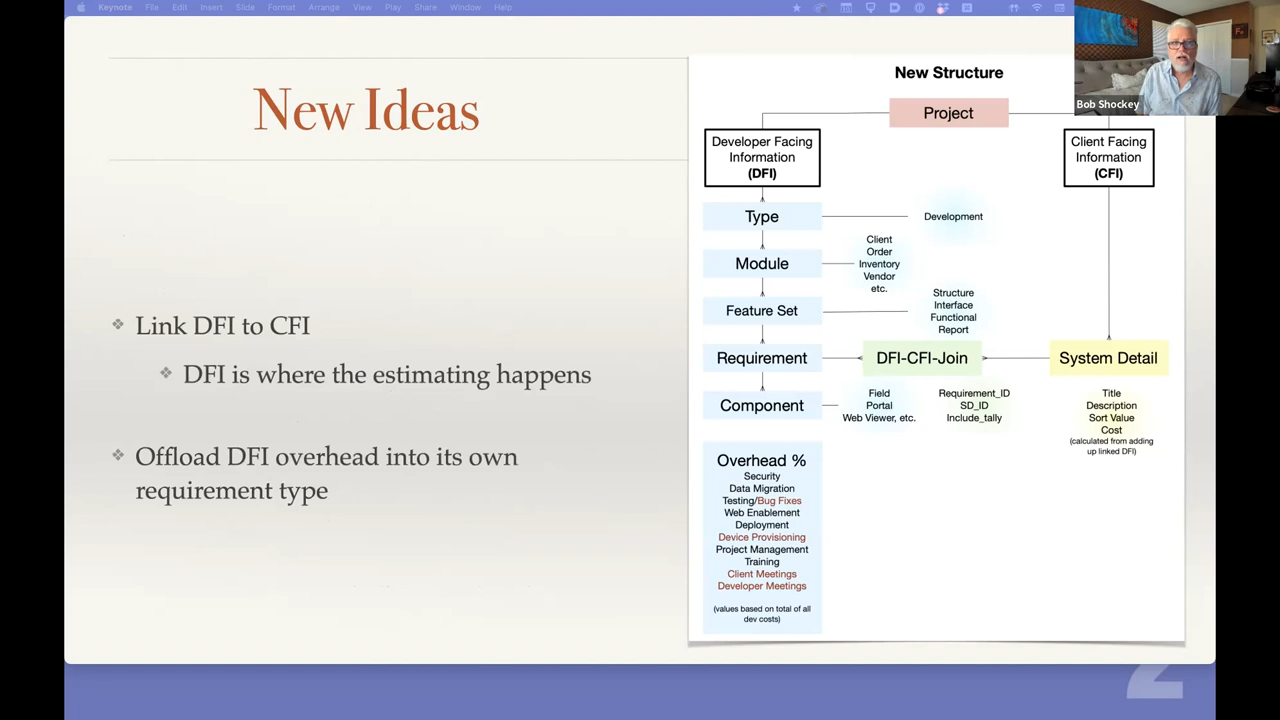 Keynote File Edit Insert Slide Format Arrange View Play Share Window Help
New Ideas
Link DFI to CFI
DFI is where the estimating happens
Offload DFI overhead into its own
requirement type
New Structure
Project
Bob Shockey
Developer Facing
Information
(DFI)
Client Facing
Information
(CFI)
Type
Development
Module
Client
Order
Inventory
Vendor
etc.
Feature Set
Structure
Interface
Functional
Report
Requirement
DFI-CFI-Join
System Detail
Component
Field
Portal
Web Viewer, etc.
Requirement_ID
SD_ID
Include_tally
Title
Description
Sort Value
Cost
(calculated from adding
up linked DFI)
Overhead %
Security
Data Migration
Testing/Bug Fixes
Web Enablement
Deployment
Device Provisioning
Project Management
Training
Client Meetings
Developer Meetings
(values based on total of all
dev costs)
2